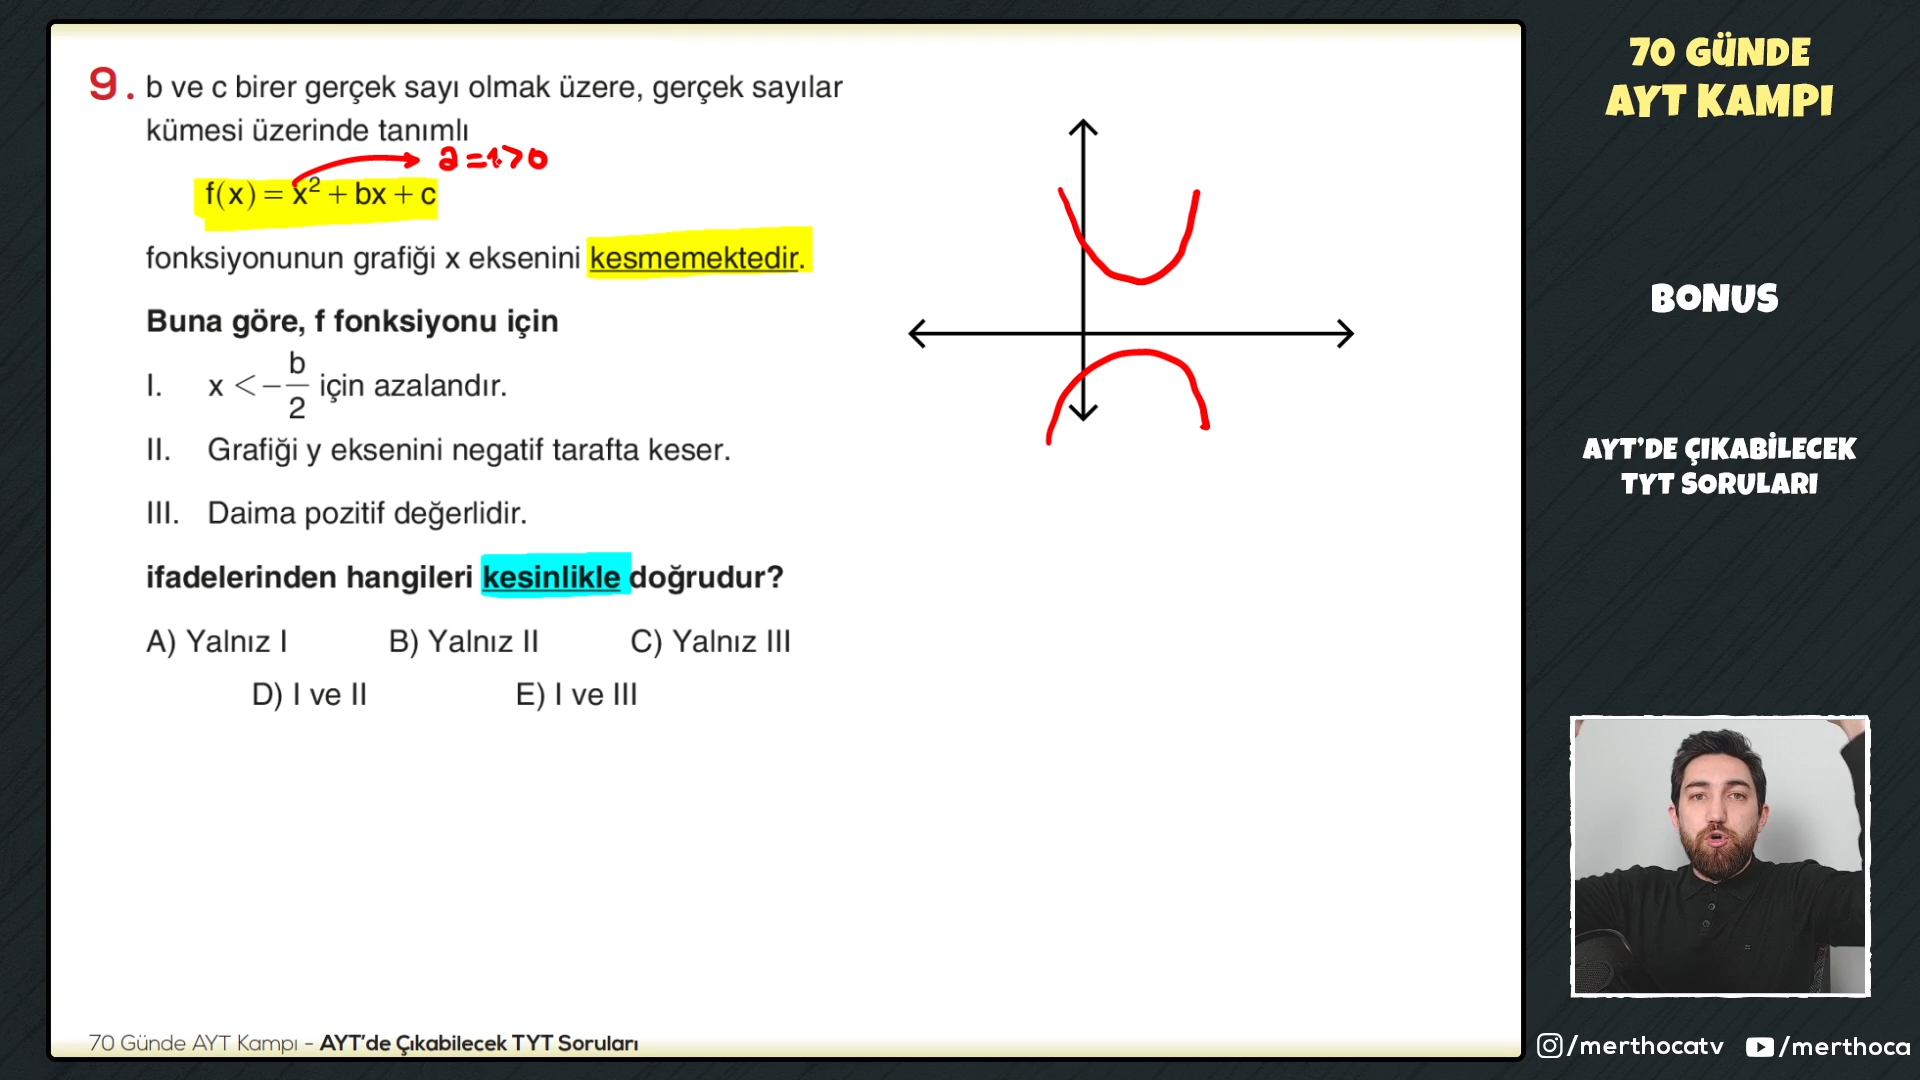 9. b ve c birer gerçek sayı olmak üzere, gerçek sayılar
kümesi üzerinde tanımlı
a=1>0
f(x) = x² + bx + c
fonksiyonunun grafiği x eksenini kesmemektedir.
Buna göre, f fonksiyonu için
I. x < -b/2 için azalandır.
II. Grafiği y eksenini negatif tarafta keser.
III. Daima pozitif değerlidir.
ifadelerinden hangileri kesinlikle doğrudur?
A) Yalnız I B) Yalnız II C) Yalnız III
D) I ve II E) I ve III
70 Günde AYT Kampı - AYT'de Çıkabilecek TYT Soruları
70 GÜNDE
AYT KAMPI
BONUS
AYT'DE ÇIKABİLECEK
TYT SORULARI
/merthocatv /merthoca